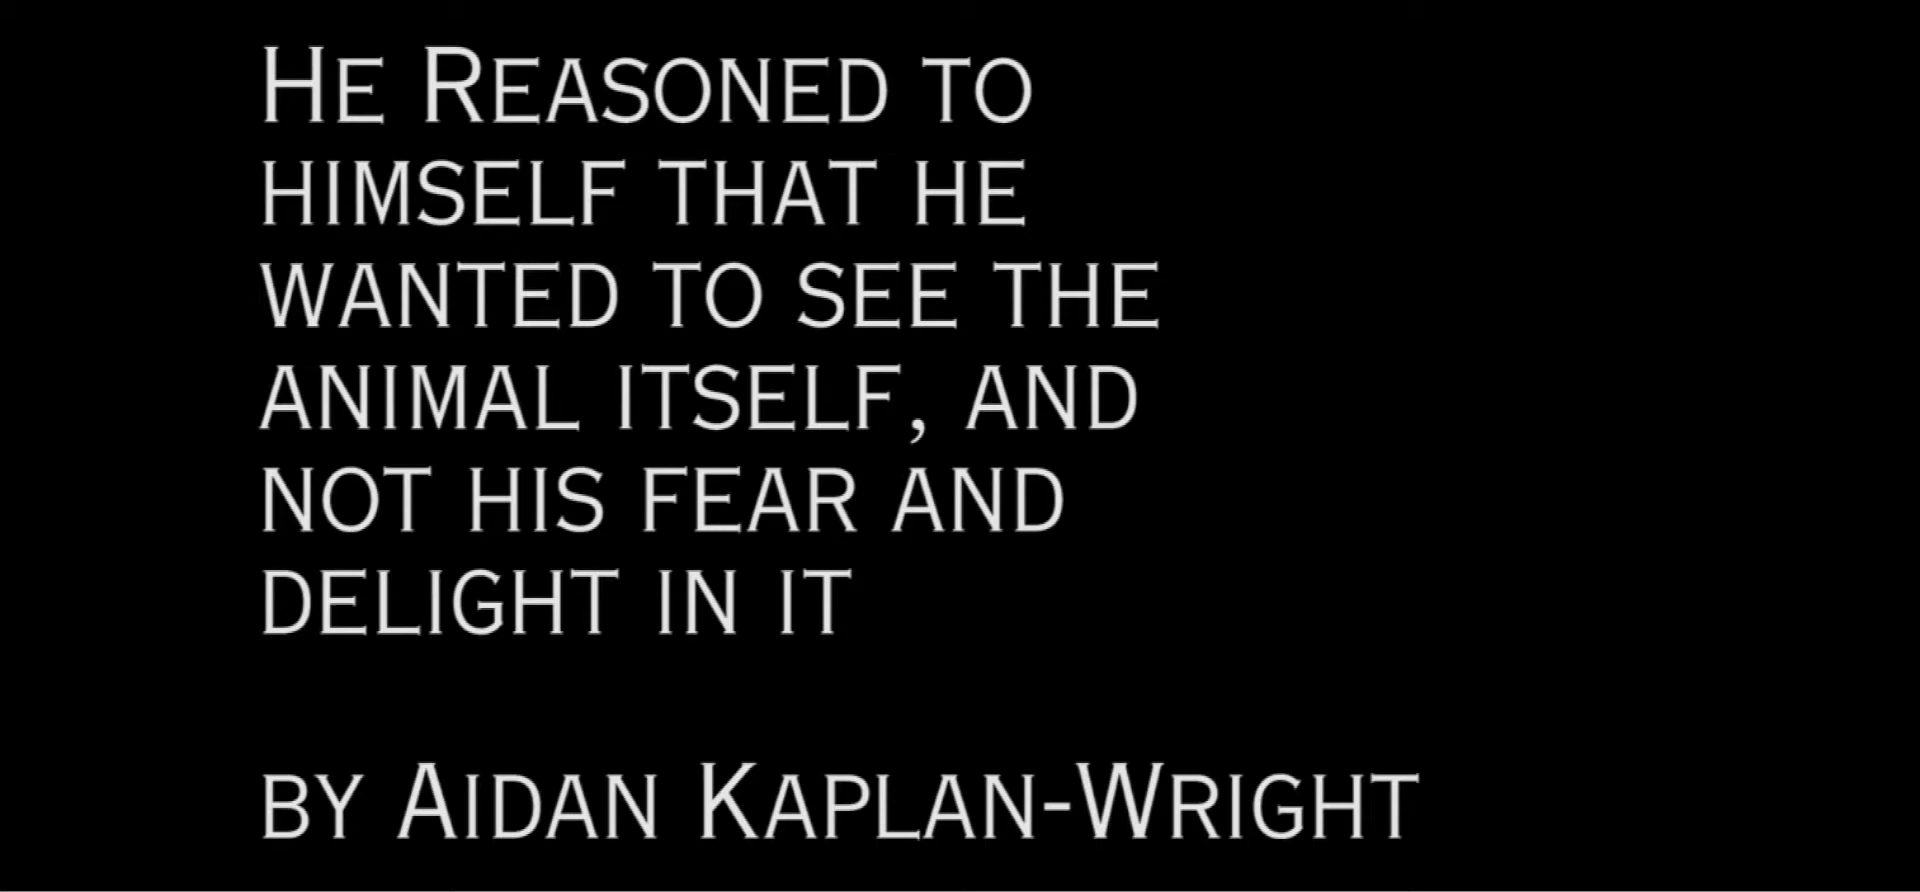 He Reasoned to
himself that he
wanted to see the
animal itself, and
not his fear and
delight in it
by Aidan Kaplan-Wright